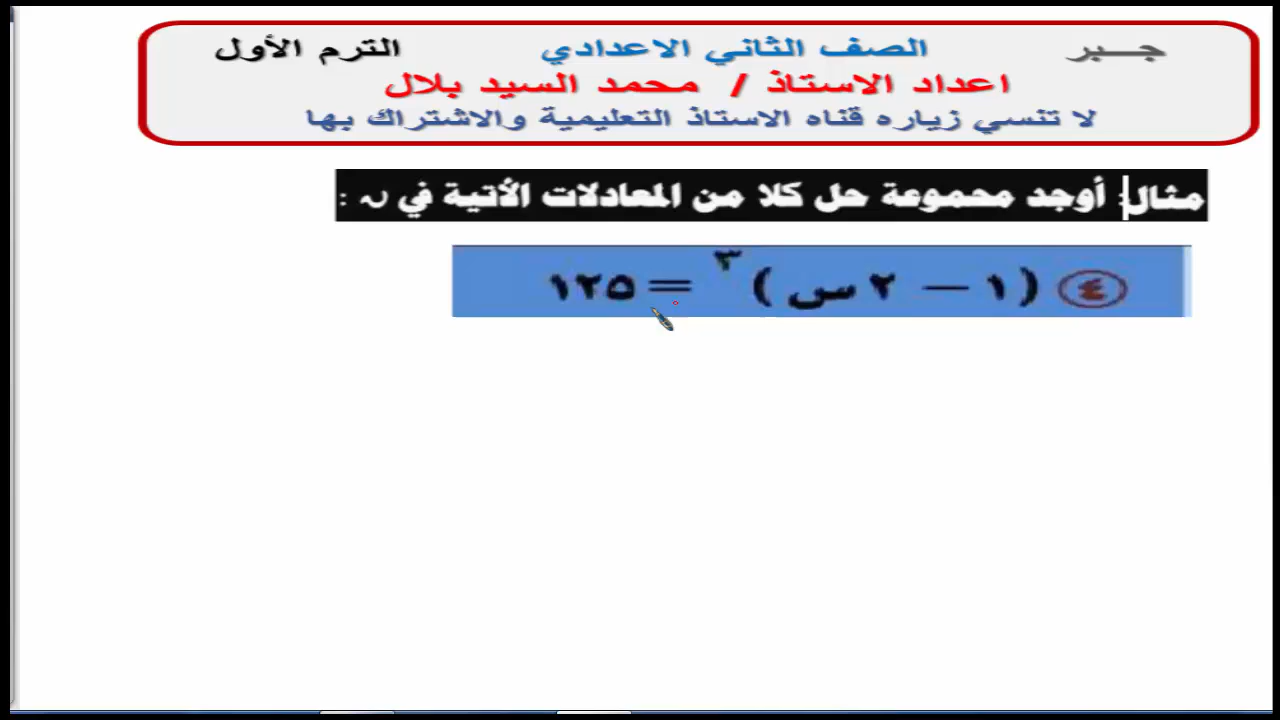 جـــبر الصف الثاني الاعدادي الترم الأول
اعداد الاستاذ / محمد السيد بلال
لا تنسي زياره قناه الاستاذ التعليمية والاشتراك بها
مثال: أوجد مجموعة حل كلا من المعادلات الأتية في ن :
٤ ( ١ – ٢ س )٣ = ١٢٥